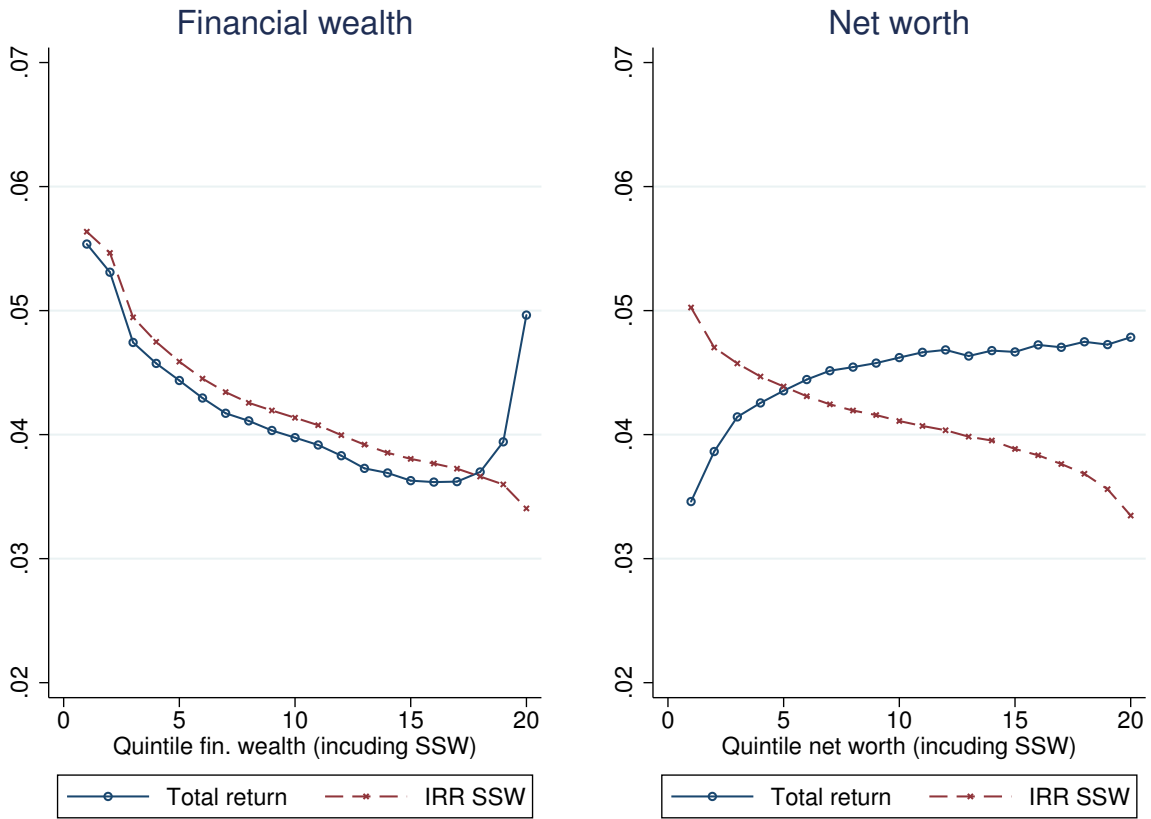 Financial wealth
.07
.06
.05
.04
.03
.02
0 5 10 15 20
Quintile fin. wealth (incuding SSW)
Total return IRR SSW
Net worth
.07
.06
.05
.04
.03
.02
0 5 10 15 20
Quintile net worth (incuding SSW)
Total return IRR SSW